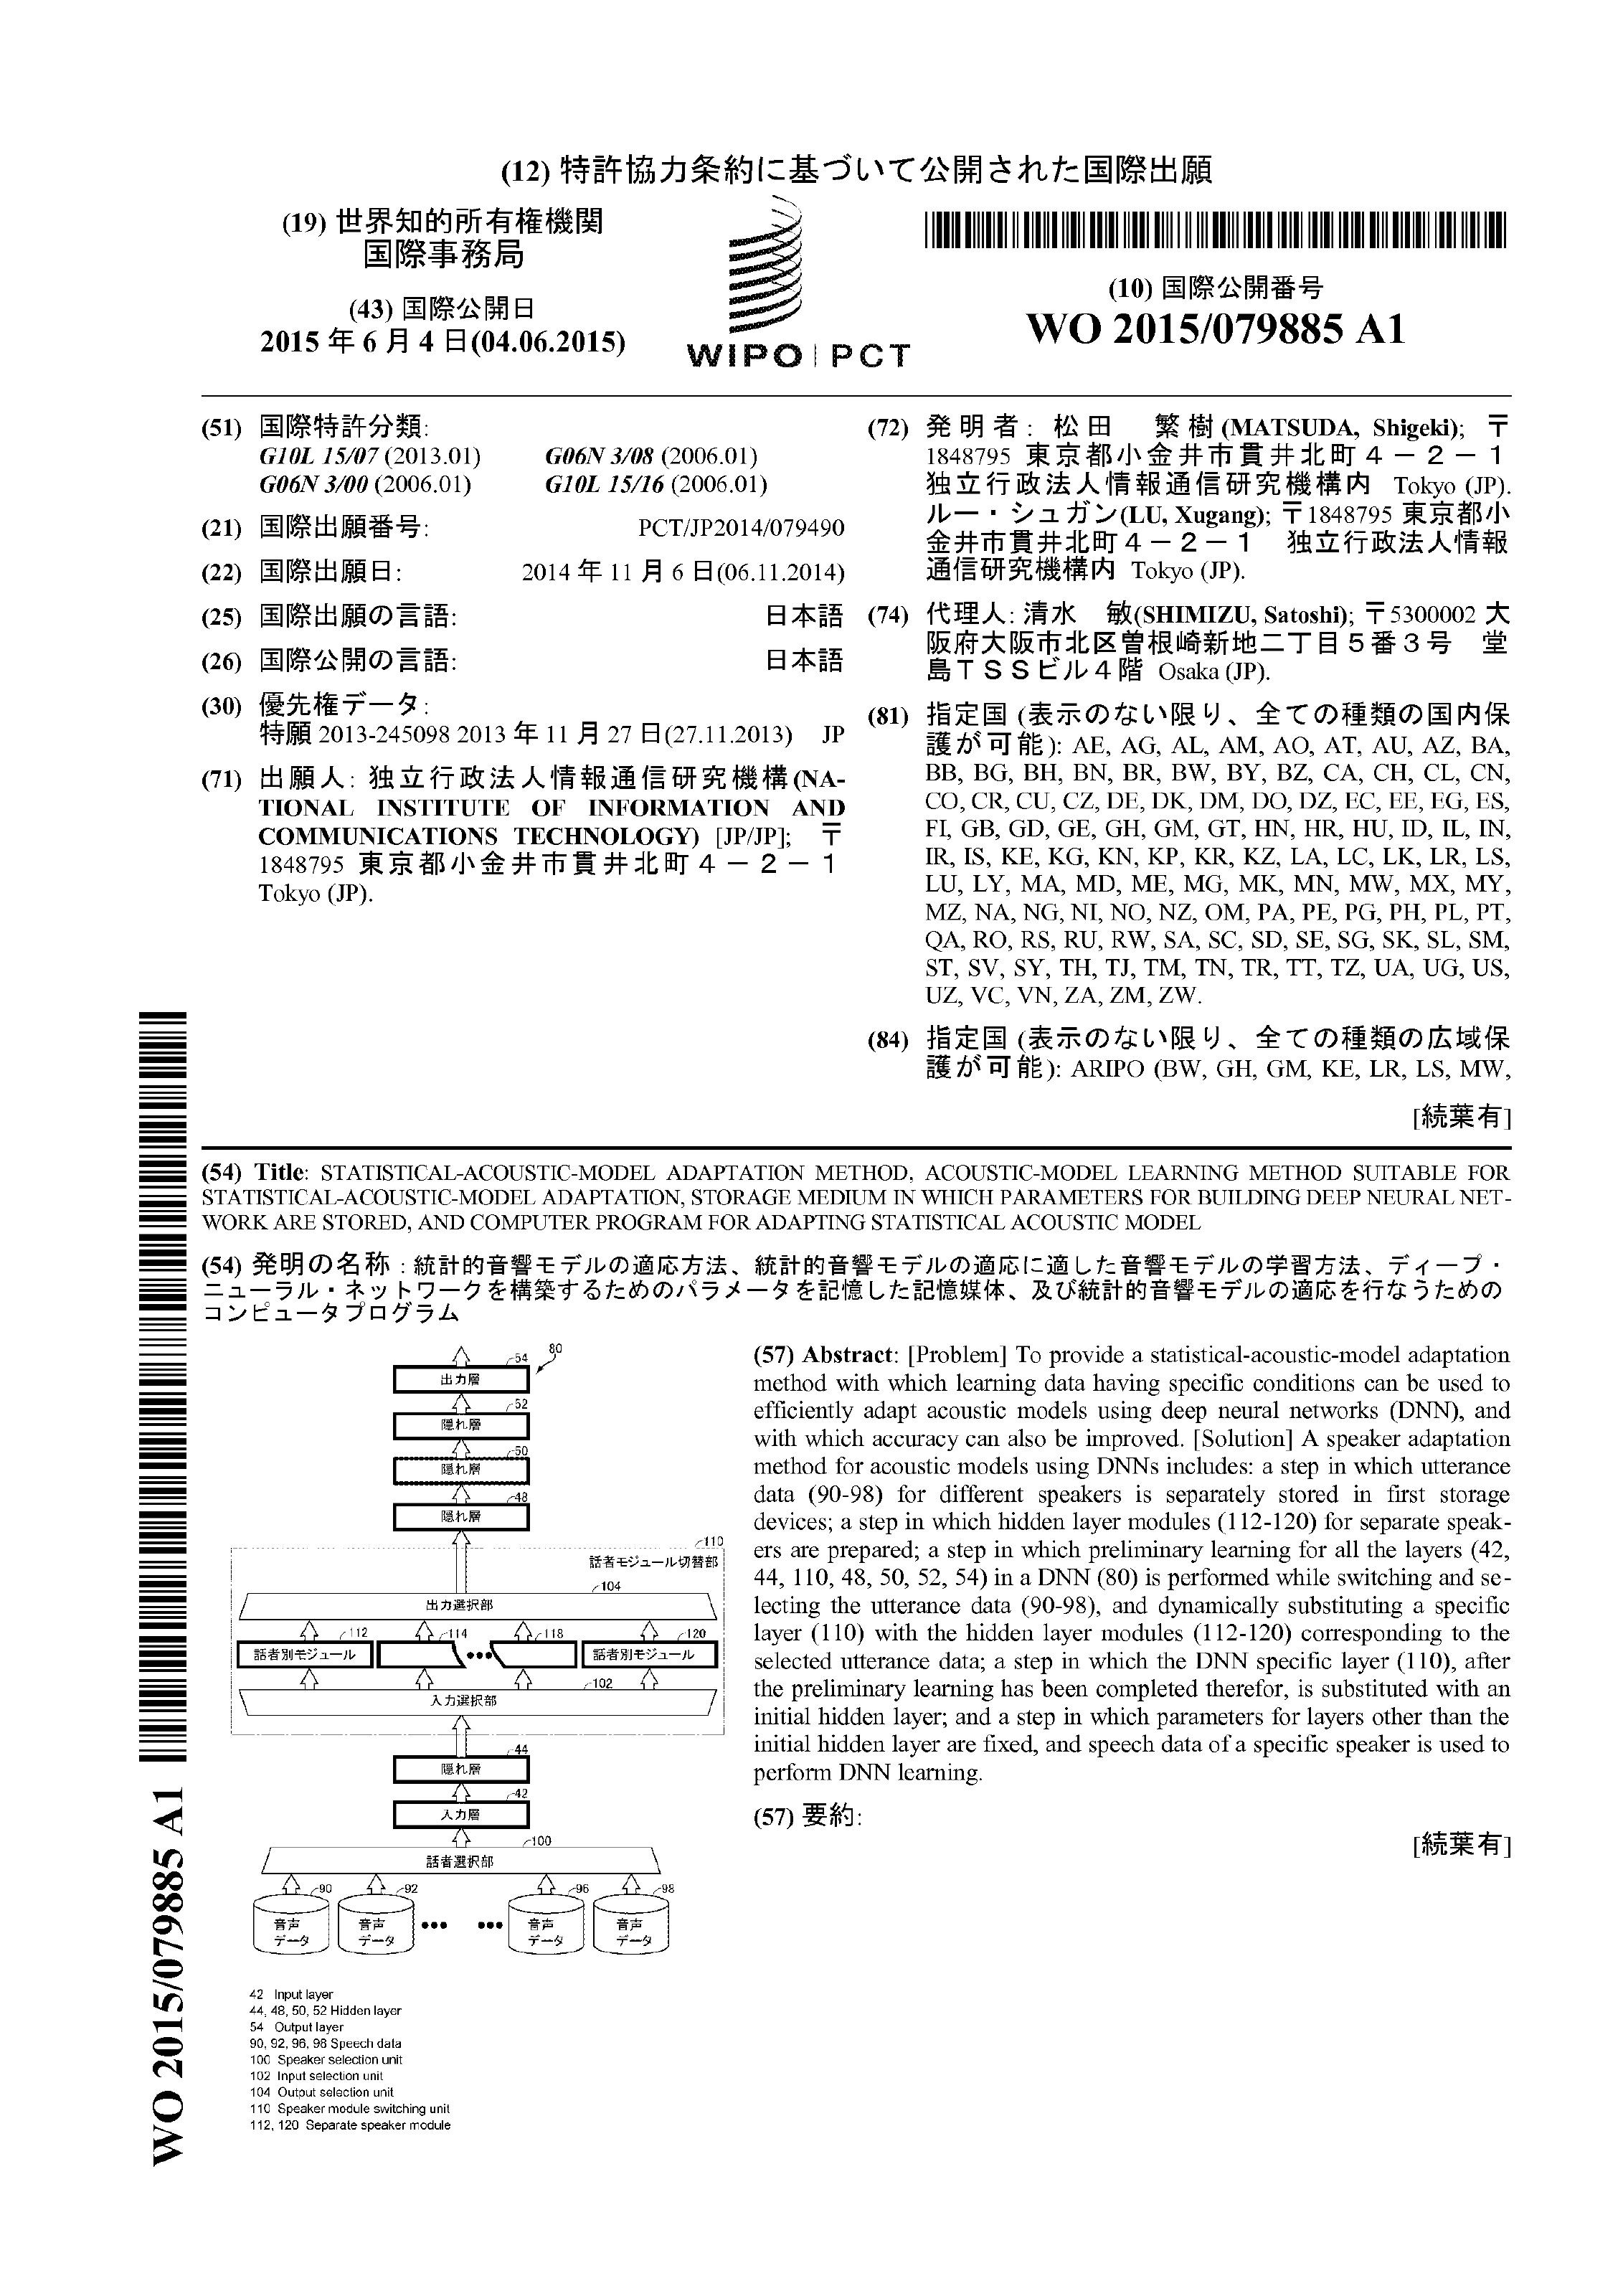 (12) 特許協力条約に基づいて公開された国際出願
(19) 世界知的所有権機関
国際事務局
(43) 国際公開日
2015 年 6 月 4 日(04.06.2015)
WIPO | PCT
(10) 国際公開番号
WO 2015/079885 A1
(51) 国際特許分類:
G10L 15/07 (2013.01) G06N 3/08 (2006.01)
G06N 3/00 (2006.01) G10L 15/16 (2006.01)
(21) 国際出願番号: PCT/JP2014/079490
(22) 国際出願日: 2014 年 11 月 6 日(06.11.2014)
(25) 国際出願の言語: 日本語
(26) 国際公開の言語: 日本語
(30) 優先権データ:
特願 2013-245098 2013 年 11 月 27 日(27.11.2013) JP
(71) 出願人: 独立行政法人情報通信研究機構(NA-
TIONAL INSTITUTE OF INFORMATION AND
COMMUNICATIONS TECHNOLOGY) [JP/JP]; 〒
1848795 東京都小金井市貫井北町4-2-1
Tokyo (JP).
(72) 発明者: 松田 繁樹(MATSUDA, Shigeki); 〒
1848795 東京都小金井市貫井北町4-2-1
独立行政法人情報通信研究機構内 Tokyo (JP).
ルー・シュガン(LU, Xugang); 〒1848795 東京都小
金井市貫井北町4-2-1 独立行政法人情報
通信研究機構内 Tokyo (JP).
(74) 代理人: 清水 敏(SHIMIZU, Satoshi); 〒5300002 大
阪府大阪市北区曽根崎新地二丁目5番3号 堂
島TSSビル4階 Osaka (JP).
(81) 指定国 (表示のない限り、全ての種類の国内保
護が可能): AE, AG, AL, AM, AO, AT, AU, AZ, BA,
BB, BG, BH, BN, BR, BW, BY, BZ, CA, CH, CL, CN,
CO, CR, CU, CZ, DE, DK, DM, DO, DZ, EC, EE, EG, ES,
FI, GB, GD, GE, GH, GM, GT, HN, HR, HU, ID, IL, IN,
IR, IS, KE, KG, KN, KP, KR, KZ, LA, LC, LK, LR, LS,
LU, LY, MA, MD, ME, MG, MK, MN, MW, MX, MY,
MZ, NA, NG, NI, NO, NZ, OM, PA, PE, PG, PH, PL, PT,
QA, RO, RS, RU, RW, SA, SC, SD, SE, SG, SK, SL, SM,
ST, SV, SY, TH, TJ, TM, TN, TR, TT, TZ, UA, UG, US,
UZ, VC, VN, ZA, ZM, ZW.
(84) 指定国 (表示のない限り、全ての種類の広域保
護が可能): ARIPO (BW, GH, GM, KE, LR, LS, MW,
[続葉有]
(54) Title: STATISTICAL-ACOUSTIC-MODEL ADAPTATION METHOD, ACOUSTIC-MODEL LEARNING METHOD SUITABLE FOR
STATISTICAL-ACOUSTIC-MODEL ADAPTATION, STORAGE MEDIUM IN WHICH PARAMETERS FOR BUILDING DEEP NEURAL NET-
WORK ARE STORED, AND COMPUTER PROGRAM FOR ADAPTING STATISTICAL ACOUSTIC MODEL
(54) 発明の名称 : 統計的音響モデルの適応方法、統計的音響モデルの適応に適した音響モデルの学習方法、ディープ・
ニューラル・ネットワークを構築するためのパラメータを記憶した記憶媒体、及び統計的音響モデルの適応を行なうための
コンピュータプログラム
80
54
出力層
52
隠れ層
50
隠れ層
48
隠れ層
110
話者モジュール切替部
104
出力選択部
112 114 118 120
話者別モジュール ••• 話者別モジュール
102
入力選択部
44
隠れ層
42
入力層
100
話者選択部
90 92 96 98
音声 音声 ••• ••• 音声 音声
データ データ データ データ
42 Input layer
44, 48, 50, 52 Hidden layer
54 Output layer
90, 92, 96, 98 Speech data
100 Speaker selection unit
102 Input selection unit
104 Output selection unit
110 Speaker module switching unit
112, 120 Separate speaker module
(57) Abstract: [Problem] To provide a statistical-acoustic-model adaptation
method with which learning data having specific conditions can be used to
efficiently adapt acoustic models using deep neural networks (DNN), and
with which accuracy can also be improved. [Solution] A speaker adaptation
method for acoustic models using DNNs includes: a step in which utterance
data (90-98) for different speakers is separately stored in first storage
devices; a step in which hidden layer modules (112-120) for separate speak-
ers are prepared; a step in which preliminary learning for all the layers (42,
44, 110, 48, 50, 52, 54) in a DNN (80) is performed while switching and se-
lecting the utterance data (90-98), and dynamically substituting a specific
layer (110) with the hidden layer modules (112-120) corresponding to the
selected utterance data; a step in which the DNN specific layer (110), after
the preliminary learning has been completed therefor, is substituted with an
initial hidden layer; and a step in which parameters for layers other than the
initial hidden layer are fixed, and speech data of a specific speaker is used to
perform DNN learning.
(57) 要約:
[続葉有]
WO 2015/079885 A1